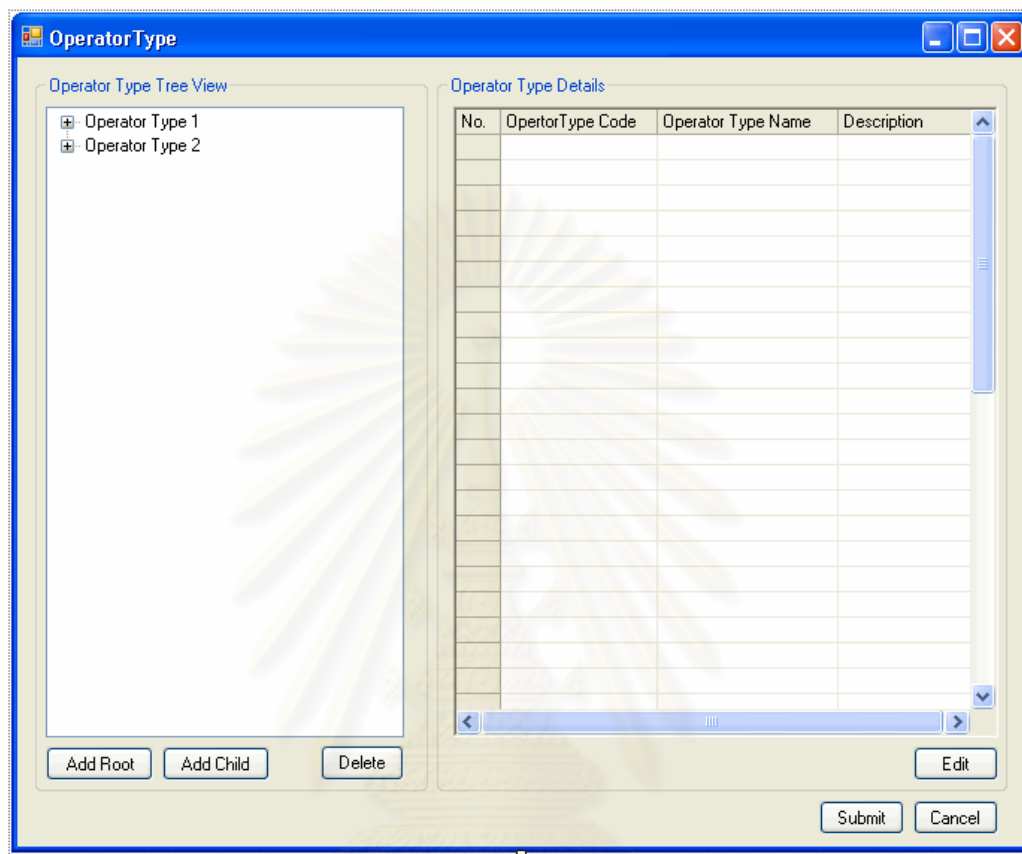 OperatorType
Operator Type Tree View
Operator Type 1
Operator Type 2
Add Root Add Child Delete
Operator Type Details
No. OpertorType Code Operator Type Name Description
Edit
Submit Cancel